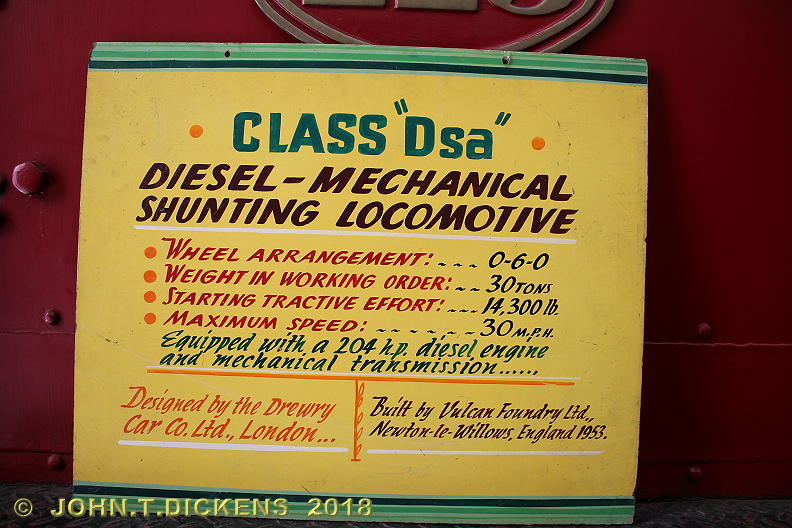 CLASS "Dsa"
DIESEL-MECHANICAL
SHUNTING LOCOMOTIVE
WHEEL ARRANGEMENT:~~~ 0-6-0
WEIGHT IN WORKING ORDER:~~ 30 TONS
STARTING TRACTIVE EFFORT:~~~ 14,300 lb.
MAXIMUM SPEED:~~~~~~ 30 M.P.H.
Equipped with a 204 h.p. diesel engine
and mechanical transmission......
Designed by the Drewry
Car Co. Ltd., London...
Built by Vulcan Foundry Ltd.,
Newton-le-Willows, England 1953.
© JOHN.T.DICKENS 2018